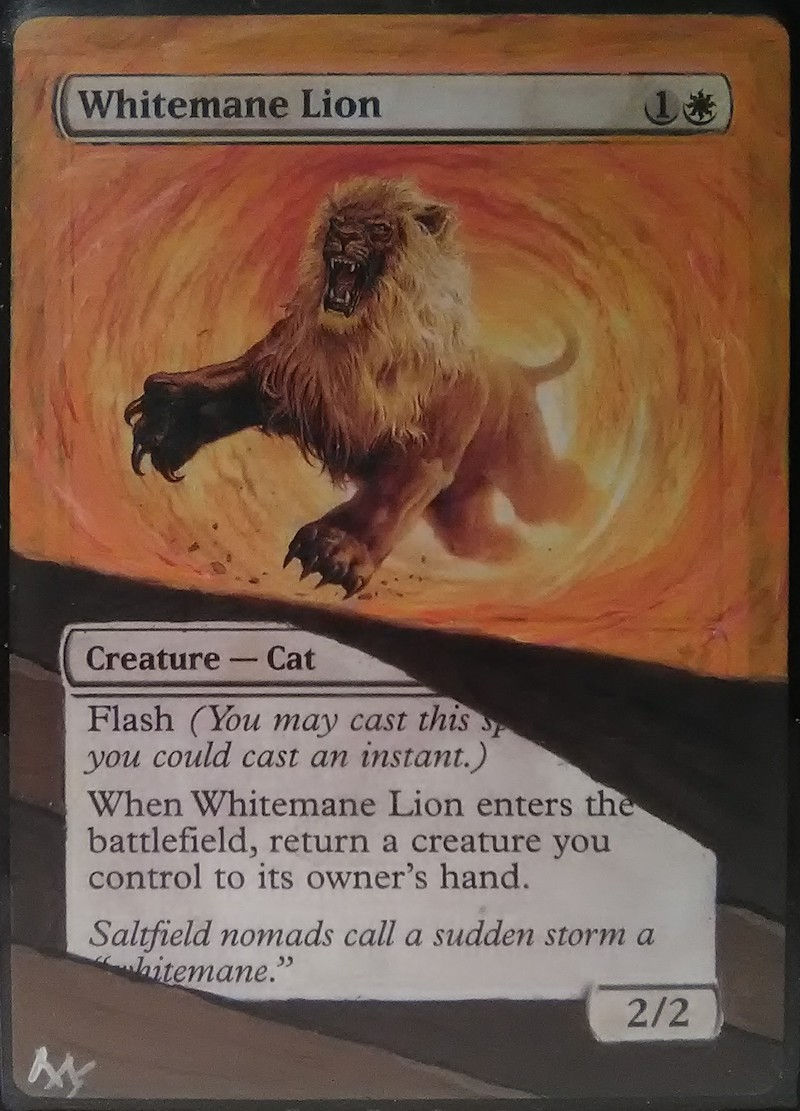 Whitemane Lion 1
Creature — Cat
Flash (You may cast this
you could cast an instant.)
When Whitemane Lion enters the
battlefield, return a creature you
control to its owner's hand.
Saltfield nomads call a sudden storm a
“whitemane.”
2/2